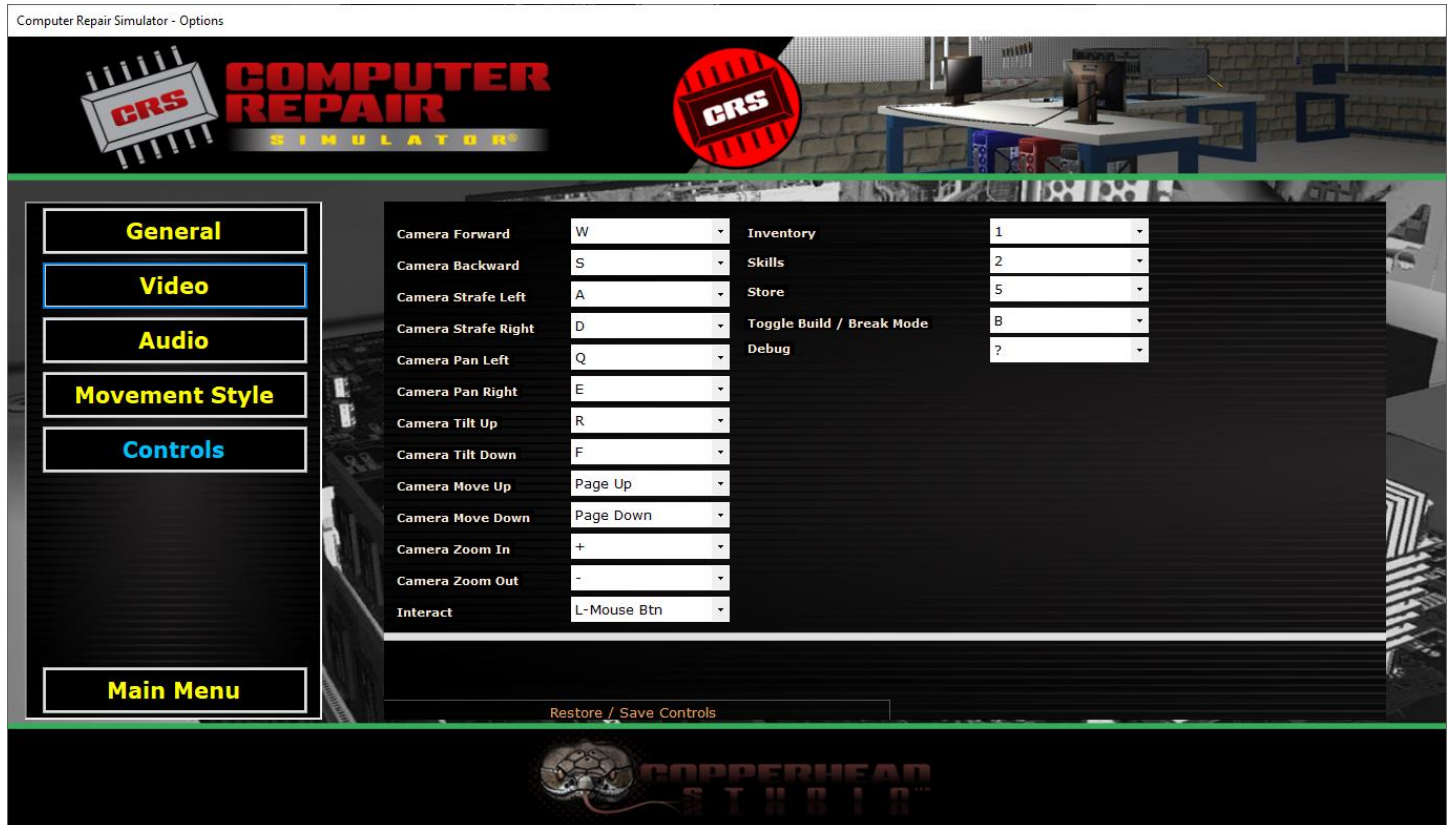 Computer Repair Simulator - Options
CRS
COMPUTER
REPAIR
SIMULATOR®
CRS
General
Video
Audio
Movement Style
Controls
Main Menu
Camera Forward W
Camera Backward S
Camera Strafe Left A
Camera Strafe Right D
Camera Pan Left Q
Camera Pan Right E
Camera Tilt Up R
Camera Tilt Down F
Camera Move Up Page Up
Camera Move Down Page Down
Camera Zoom In +
Camera Zoom Out -
Interact L-Mouse Btn
Inventory 1
Skills 2
Store 5
Toggle Build / Break Mode B
Debug ?
Restore / Save Controls
COPPERHEAD
STUDIO